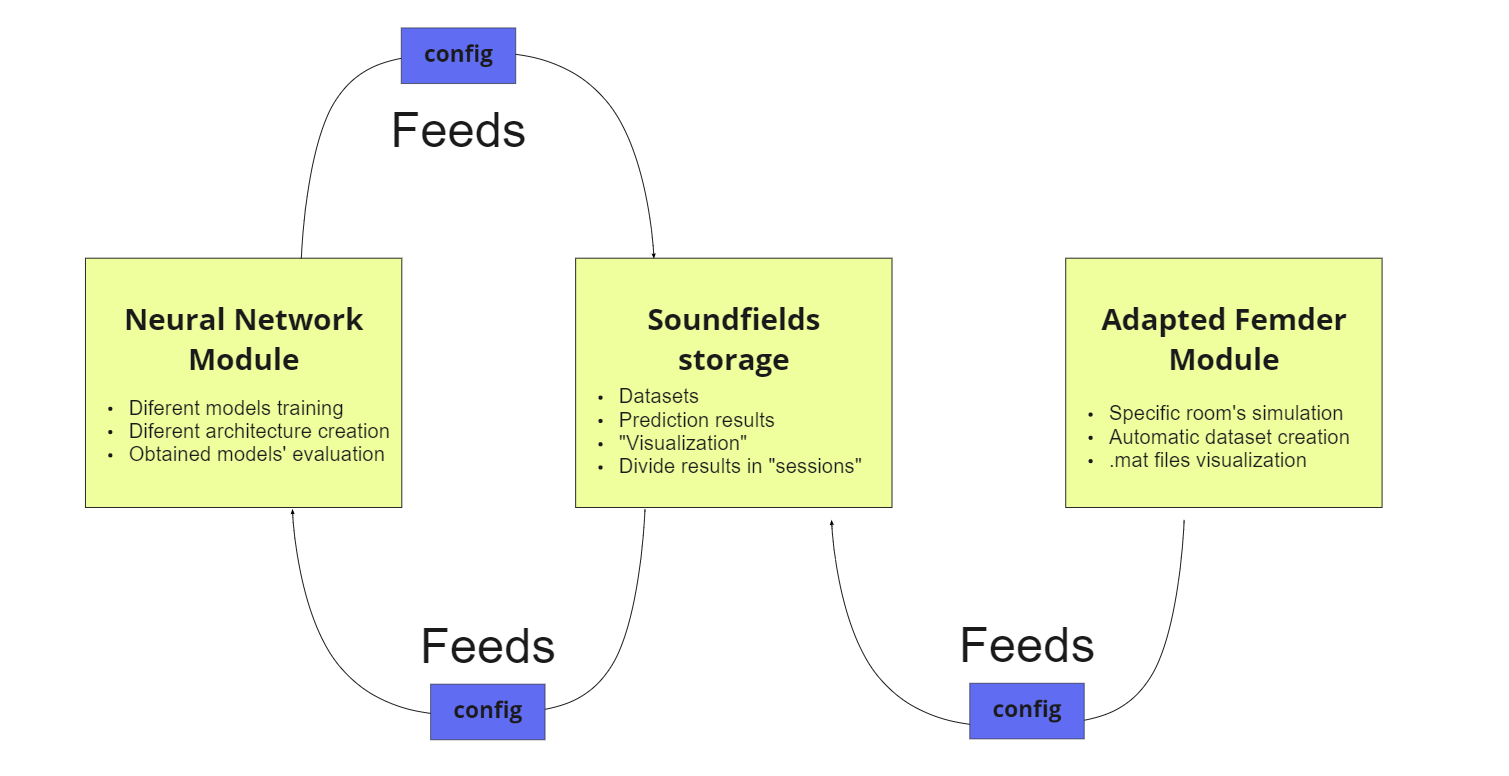 config
Feeds
Neural Network
Module
• Diferent models training
• Diferent architecture creation
• Obtained models' evaluation
Soundfields
storage
• Datasets
• Prediction results
• "Visualization"
• Divide results in "sessions"
Adapted Femder
Module
• Specific room's simulation
• Automatic dataset creation
• .mat files visualization
Feeds
config
Feeds
config